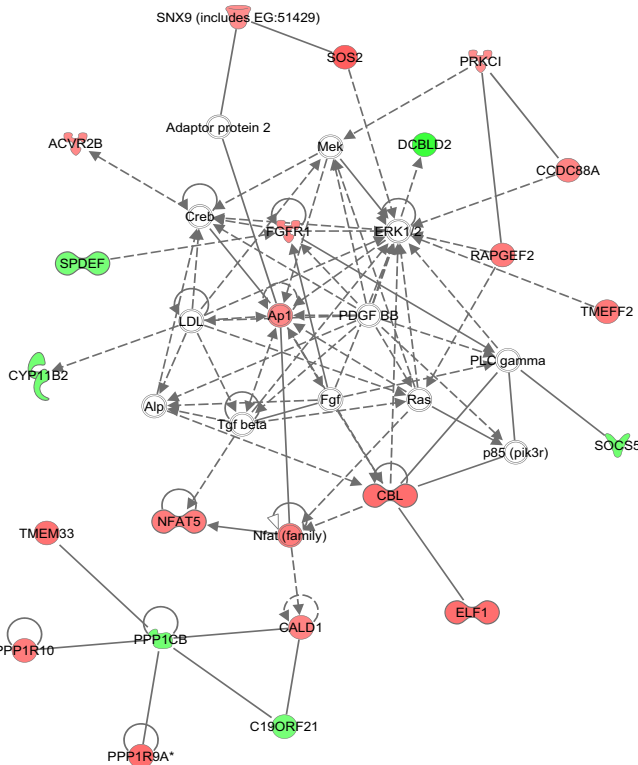 SNX9 (includes EG:51429)
SOS2
PRKCI
Adaptor protein 2
ACVR2B
Mek
DCBLD2
CCDC88A
Creb
FGFR1
ERK1/2
SPDEF
RAPGEF2
LDL
Ap1
PDGF BB
TMEFF2
PLC gamma
CYP11B2
Alp
Tgf beta
Fgf
Ras
SOCS5
p85 (pik3r)
CBL
NFAT5
Nfat (family)
TMEM33
ELF1
CALD1
PPP1CB
PPP1R10
C19ORF21
PPP1R9A*